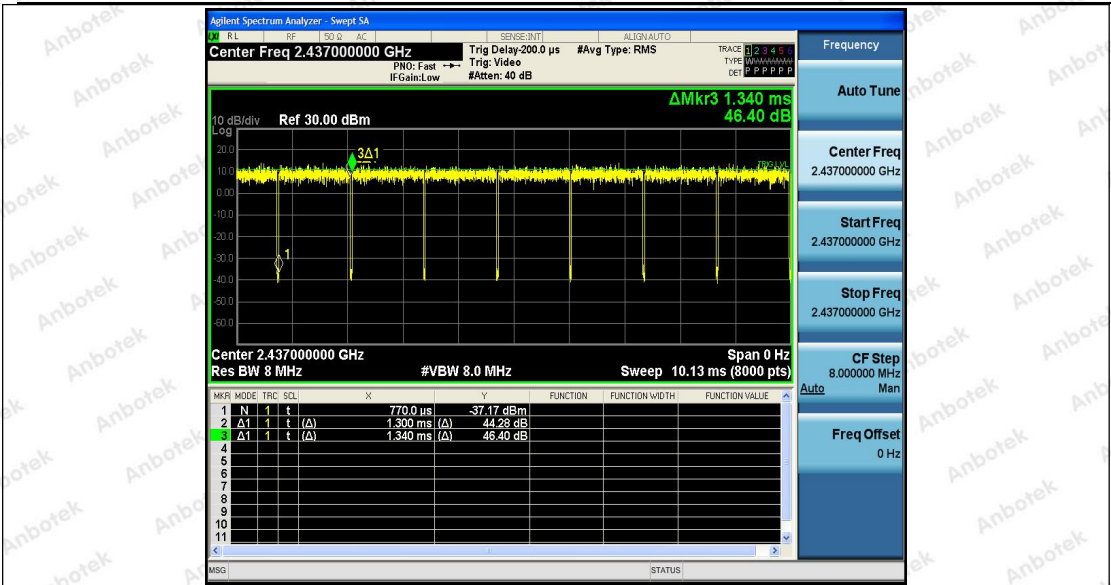 Agilent Spectrum Analyzer - Swept SA
LXI RL RF 50 Ω AC SENSE:INT ALIGNAUTO
Center Freq 2.437000000 GHz
PNO: Fast
IFGain:Low
Trig Delay-200.0 µs
Trig: Video
#Atten: 40 dB
#Avg Type: RMS
TRACE 1 2 3 4 5 6
TYPE
DET P P P P P P
ΔMkr3 1.340 ms
46.40 dB
10 dB/div Ref 30.00 dBm
Log
20.0
10.0
0.00
-10.0
-20.0
-30.0
-40.0
-50.0
-60.0
3Δ1
TRIG LVL
1
Center 2.437000000 GHz Span 0 Hz
Res BW 8 MHz #VBW 8.0 MHz Sweep 10.13 ms (8000 pts)
MKR MODE TRC SCL X Y FUNCTION FUNCTION WIDTH FUNCTION VALUE
1 N 1 t 770.0 µs -37.17 dBm
2 Δ1 1 t (Δ) 1.300 ms (Δ) 44.28 dB
3 Δ1 1 t (Δ) 1.340 ms (Δ) 46.40 dB
4
5
6
7
8
9
10
11
MSG STATUS
Frequency
Auto Tune
Center Freq
2.437000000 GHz
Start Freq
2.437000000 GHz
Stop Freq
2.437000000 GHz
CF Step
8.000000 MHz
Auto Man
Freq Offset
0 Hz
Anbotek